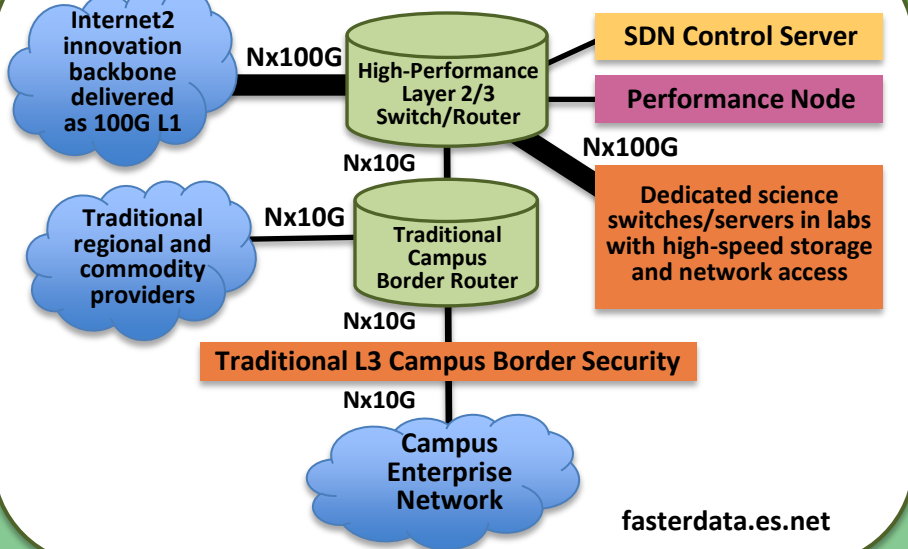 Internet2
innovation
backbone
delivered
as 100G L1
Nx100G
High-Performance
Layer 2/3
Switch/Router
SDN Control Server
Performance Node
Nx100G
Nx10G
Dedicated science
switches/servers in labs
with high-speed storage
and network access
Traditional
regional and
commodity
providers
Nx10G
Traditional
Campus
Border Router
Nx10G
Traditional L3 Campus Border Security
Nx10G
Campus
Enterprise
Network
fasterdata.es.net